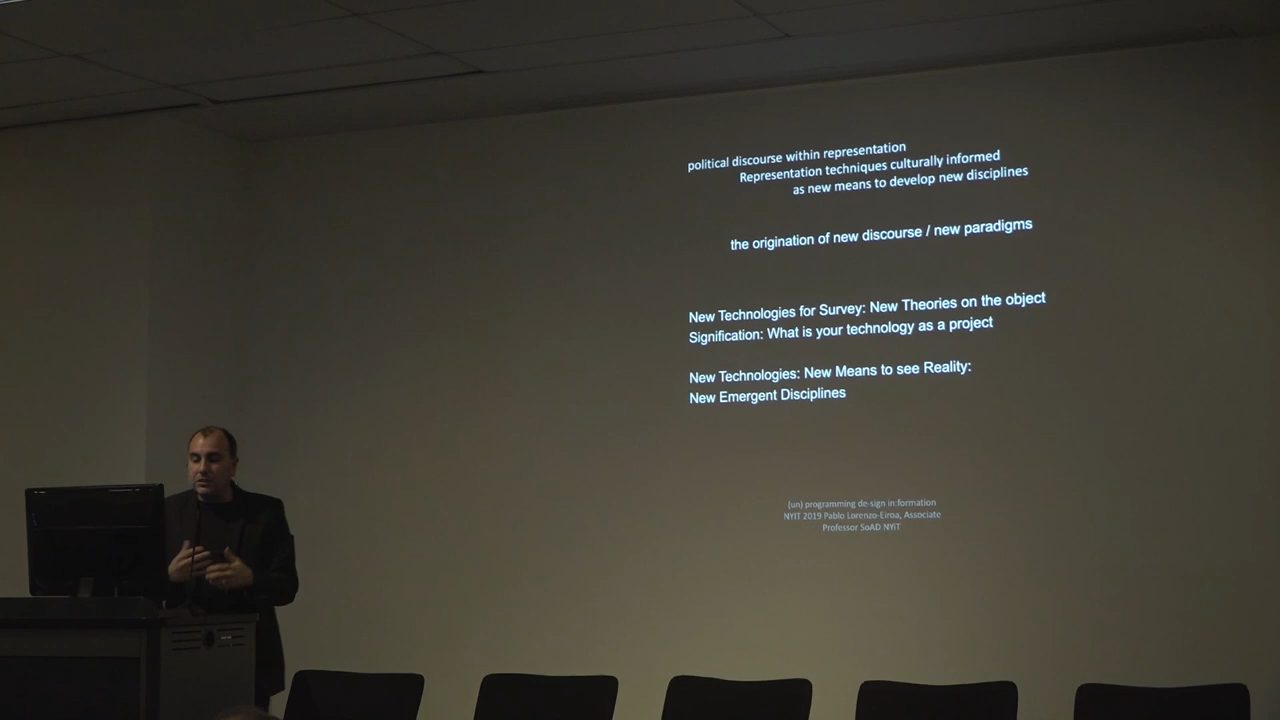 political discourse within representation
Representation techniques culturally informed
as new means to develop new disciplines
the origination of new discourse / new paradigms
New Technologies for Survey: New Theories on the object
Signification: What is your technology as a project
New Technologies: New Means to see Reality:
New Emergent Disciplines
(un) programming de-sign in:formation
NYIT 2019 Pablo Lorenzo-Eiroa, Associate
Professor SoAD NYiT